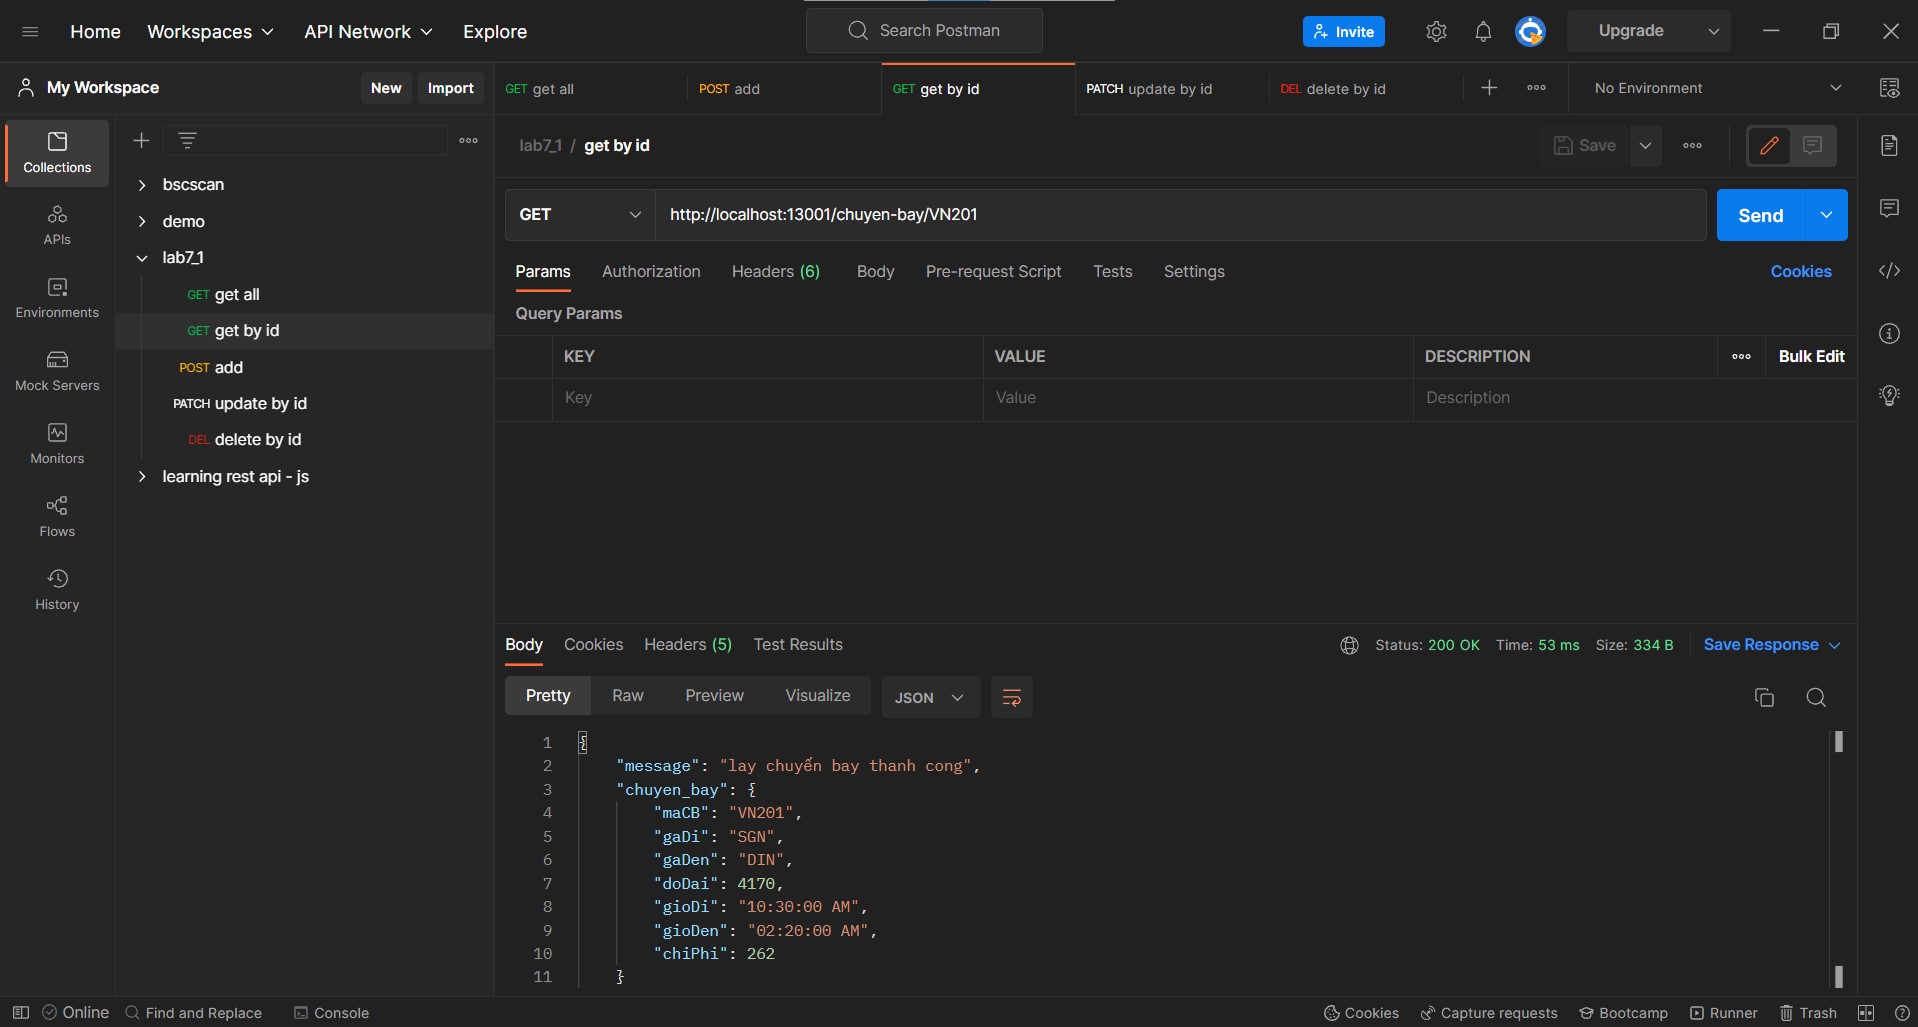 Home Workspaces API Network Explore Search Postman Invite Upgrade
My Workspace New Import GET get all POST add GET get by id PATCH update by id DEL delete by id No Environment
lab7_1 / get by id Save
Collections
APIs
Environments
Mock Servers
Monitors
Flows
History
bscscan
demo
lab7_1
GET get all
GET get by id
POST add
PATCH update by id
DEL delete by id
learning rest api - js
GET http://localhost:13001/chuyen-bay/VN201 Send
Params Authorization Headers (6) Body Pre-request Script Tests Settings Cookies
Query Params
KEY VALUE DESCRIPTION Bulk Edit
Key Value Description
Body Cookies Headers (5) Test Results Status: 200 OK Time: 53 ms Size: 334 B Save Response
Pretty Raw Preview Visualize JSON
1 {
2 "message": "lay chuyến bay thanh cong",
3 "chuyen_bay": {
4 "maCB": "VN201",
5 "gaDi": "SGN",
6 "gaDen": "DIN",
7 "doDai": 4170,
8 "gioDi": "10:30:00 AM",
9 "gioDen": "02:20:00 AM",
10 "chiPhi": 262
11 }
Online Find and Replace Console Cookies Capture requests Bootcamp Runner Trash